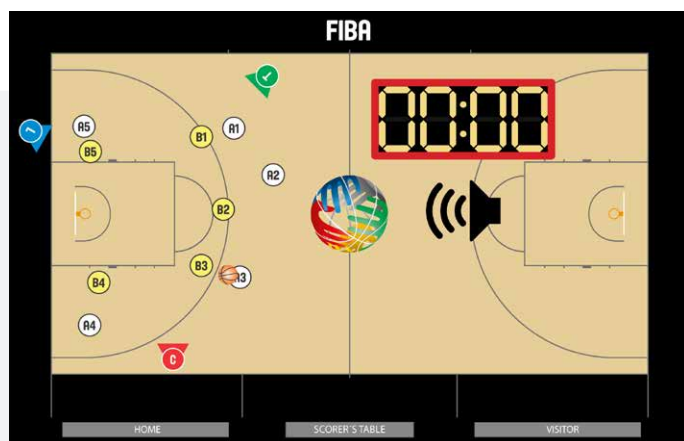 FIBA
00:00
A5
B5
B1
A1
A2
B2
B3
A3
B4
A4
C
HOME
SCORER'S TABLE
VISITOR